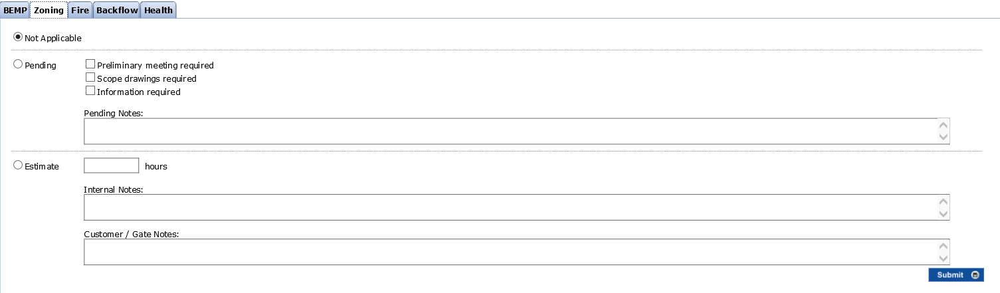 BEMP Zoning Fire Backflow Health
Not Applicable
Pending
Preliminary meeting required
Scope drawings required
Information required
Pending Notes:
Estimate hours
Internal Notes:
Customer / Gate Notes:
Submit